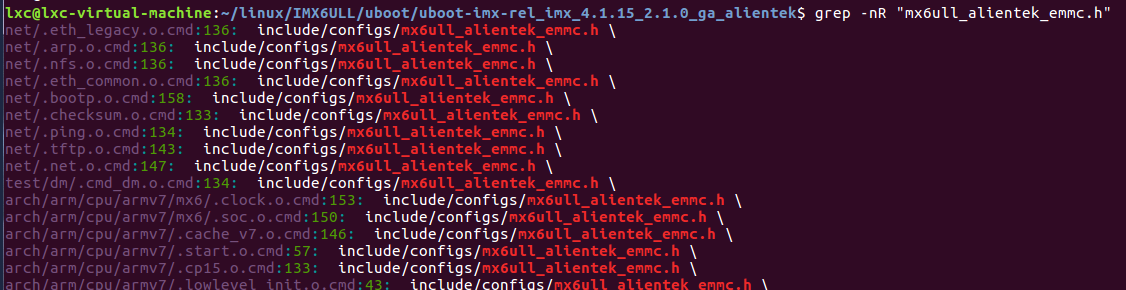 lxc@lxc-virtual-machine:~/linux/IMX6ULL/uboot/uboot-imx-rel_imx_4.1.15_2.1.0_ga_alientek$ grep -nR "mx6ull_alientek_emmc.h"
net/.eth_legacy.o.cmd:136:  include/configs/mx6ull_alientek_emmc.h \
net/.arp.o.cmd:136:  include/configs/mx6ull_alientek_emmc.h \
net/.nfs.o.cmd:136:  include/configs/mx6ull_alientek_emmc.h \
net/.eth_common.o.cmd:136:  include/configs/mx6ull_alientek_emmc.h \
net/.bootp.o.cmd:158:  include/configs/mx6ull_alientek_emmc.h \
net/.checksum.o.cmd:133:  include/configs/mx6ull_alientek_emmc.h \
net/.ping.o.cmd:134:  include/configs/mx6ull_alientek_emmc.h \
net/.tftp.o.cmd:143:  include/configs/mx6ull_alientek_emmc.h \
net/.net.o.cmd:147:  include/configs/mx6ull_alientek_emmc.h \
test/dm/.cmd_dm.o.cmd:134:  include/configs/mx6ull_alientek_emmc.h \
arch/arm/cpu/armv7/mx6/.clock.o.cmd:153:  include/configs/mx6ull_alientek_emmc.h \
arch/arm/cpu/armv7/mx6/.soc.o.cmd:150:  include/configs/mx6ull_alientek_emmc.h \
arch/arm/cpu/armv7/.cache_v7.o.cmd:146:  include/configs/mx6ull_alientek_emmc.h \
arch/arm/cpu/armv7/.start.o.cmd:57:  include/configs/mx6ull_alientek_emmc.h \
arch/arm/cpu/armv7/.cp15.o.cmd:133:  include/configs/mx6ull_alientek_emmc.h \
arch/arm/cpu/armv7/.lowlevel_init.o.cmd:43:  include/configs/mx6ull_alientek_emmc.h \